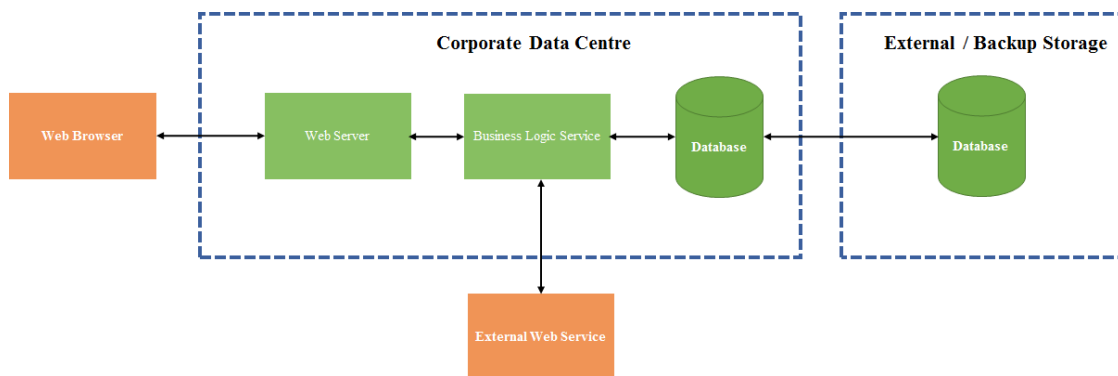 Corporate Data Centre
External / Backup Storage
Web Browser
Web Server
Business Logic Service
Database
Database
External Web Service